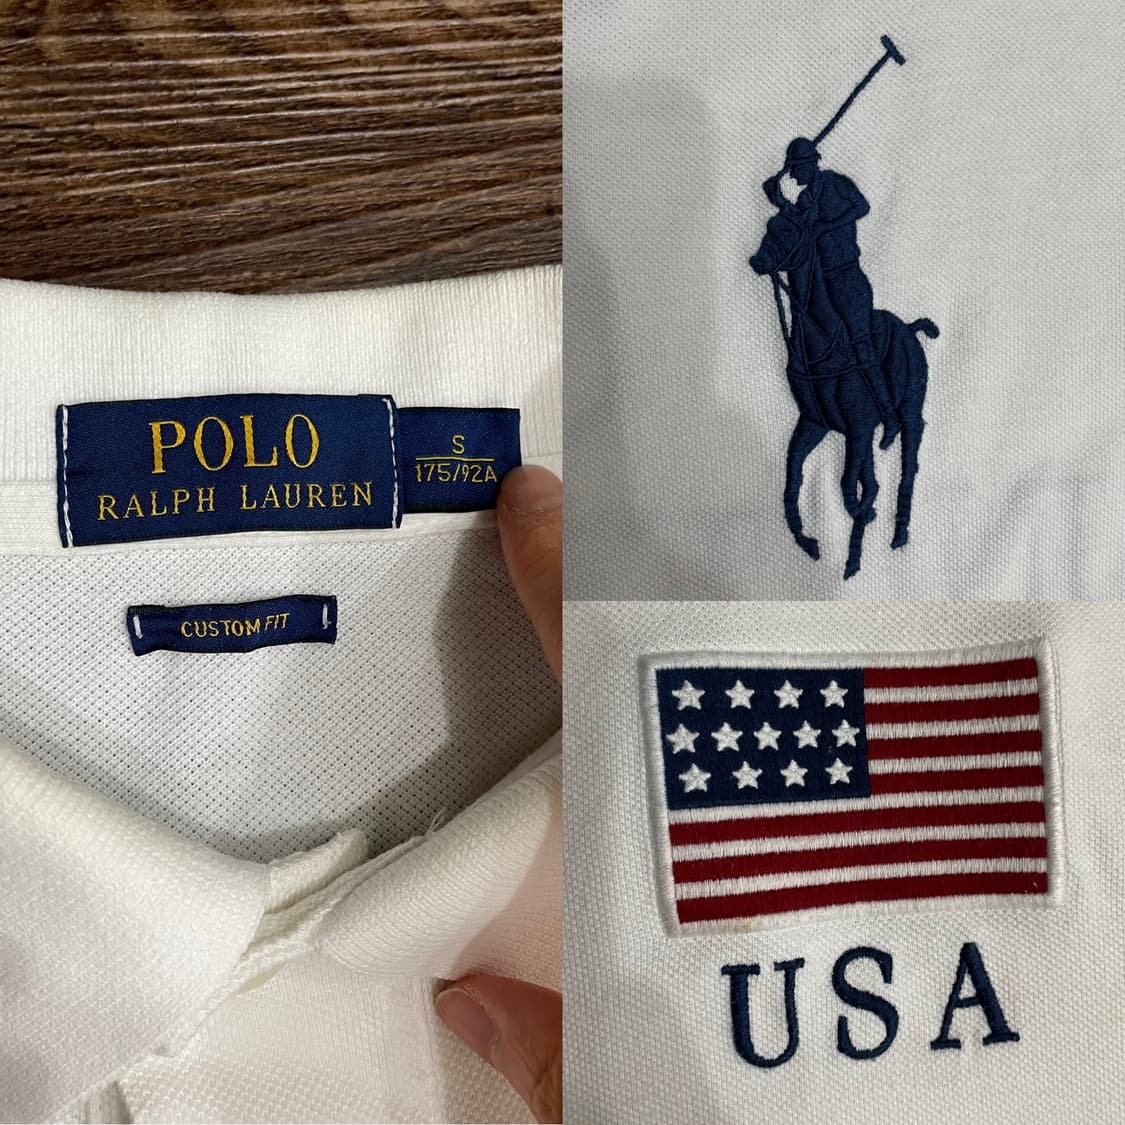 POLO
RALPH LAUREN
S
175/92A
CUSTOM FIT
USA